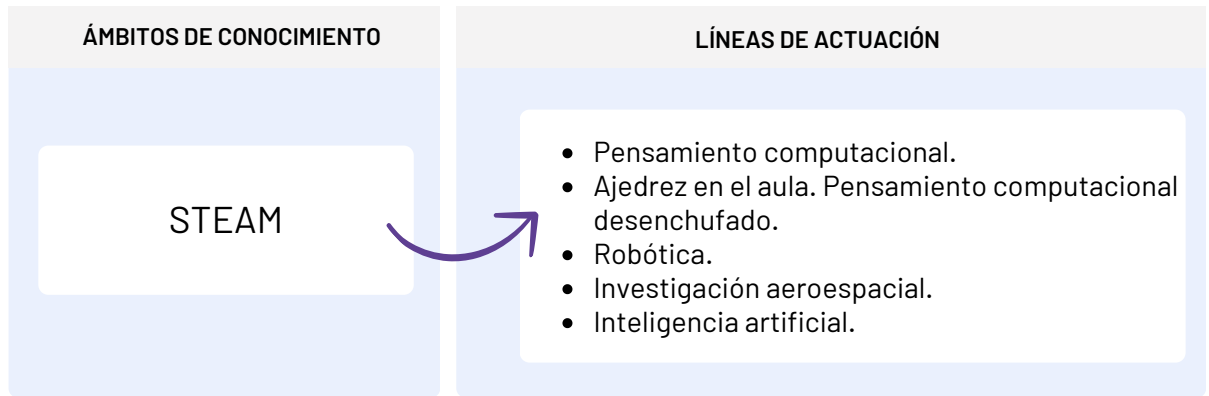 ÁMBITOS DE CONOCIMIENTO
LÍNEAS DE ACTUACIÓN
STEAM
• Pensamiento computacional.
• Ajedrez en el aula. Pensamiento computacional
desenchufado.
• Robótica.
• Investigación aeroespacial.
• Inteligencia artificial.